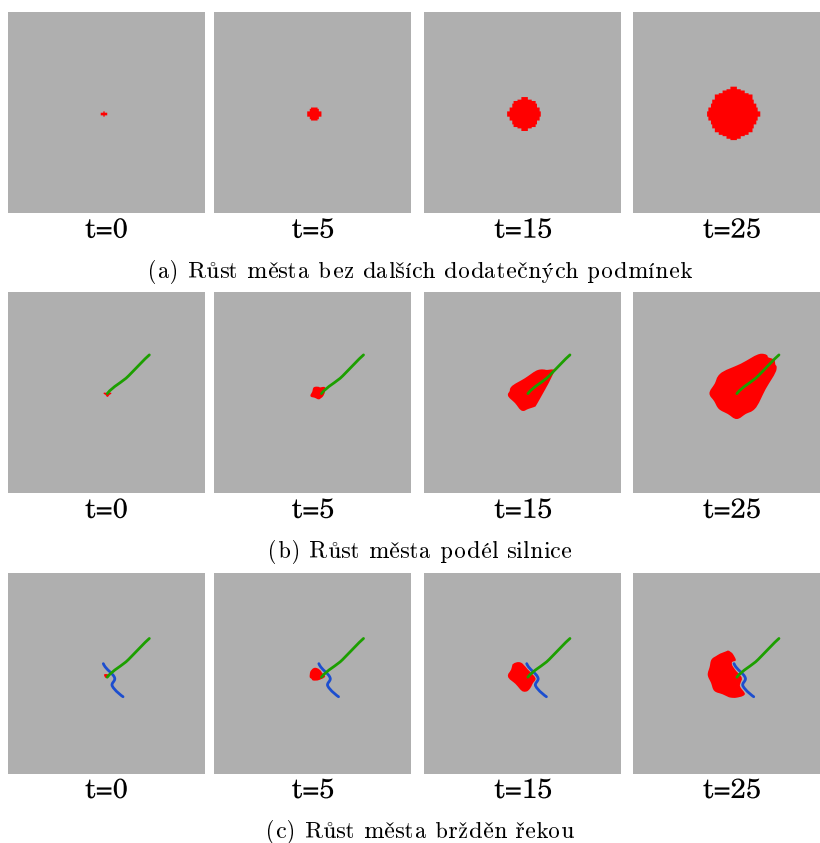 t=0 t=5 t=15 t=25
(a) Růst města bez dalších dodatečných podmínek
t=0 t=5 t=15 t=25
(b) Růst města podél silnice
t=0 t=5 t=15 t=25
(c) Růst města bržděn řekou